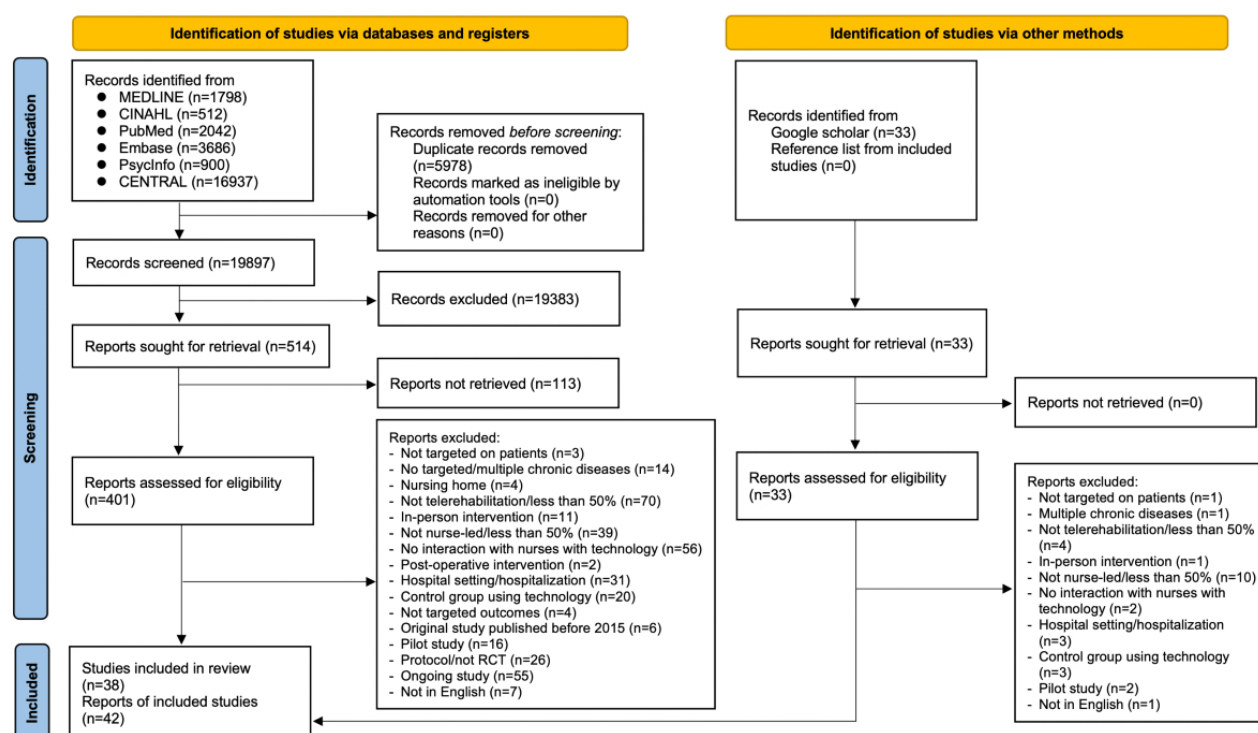 Identification of studies via databases and registers
Identification of studies via other methods
Identification
Records identified from
● MEDLINE (n=1798)
● CINAHL (n=512)
● PubMed (n=2042)
● Embase (n=3686)
● PsycInfo (n=900)
● CENTRAL (n=16937)
Records removed before screening:
Duplicate records removed
(n=5978)
Records marked as ineligible by
automation tools (n=0)
Records removed for other
reasons (n=0)
Records identified from
Google scholar (n=33)
Reference list from included
studies (n=0)
Screening
Records screened (n=19897)
Records excluded (n=19383)
Reports sought for retrieval (n=514)
Reports sought for retrieval (n=33)
Reports not retrieved (n=113)
Reports not retrieved (n=0)
Reports assessed for eligibility
(n=401)
Reports excluded:
- Not targeted on patients (n=3)
- No targeted/multiple chronic diseases (n=14)
- Nursing home (n=4)
- Not telerehabilitation/less than 50% (n=70)
- In-person intervention (n=11)
- Not nurse-led/less than 50% (n=39)
- No interaction with nurses with technology (n=56)
- Post-operative intervention (n=2)
- Hospital setting/hospitalization (n=31)
- Control group using technology (n=20)
- Not targeted outcomes (n=4)
- Original study published before 2015 (n=6)
- Pilot study (n=16)
- Protocol/not RCT (n=26)
- Ongoing study (n=55)
- Not in English (n=7)
Reports assessed for eligibility
(n=33)
Reports excluded:
- Not targeted on patients (n=1)
- Multiple chronic diseases (n=1)
- Not telerehabilitation/less than 50%
(n=4)
- In-person intervention (n=1)
- Not nurse-led/less than 50% (n=10)
- No interaction with nurses with
technology (n=2)
- Hospital setting/hospitalization
(n=3)
- Control group using technology
(n=3)
- Pilot study (n=2)
- Not in English (n=1)
Included
Studies included in review
(n=38)
Reports of included studies
(n=42)